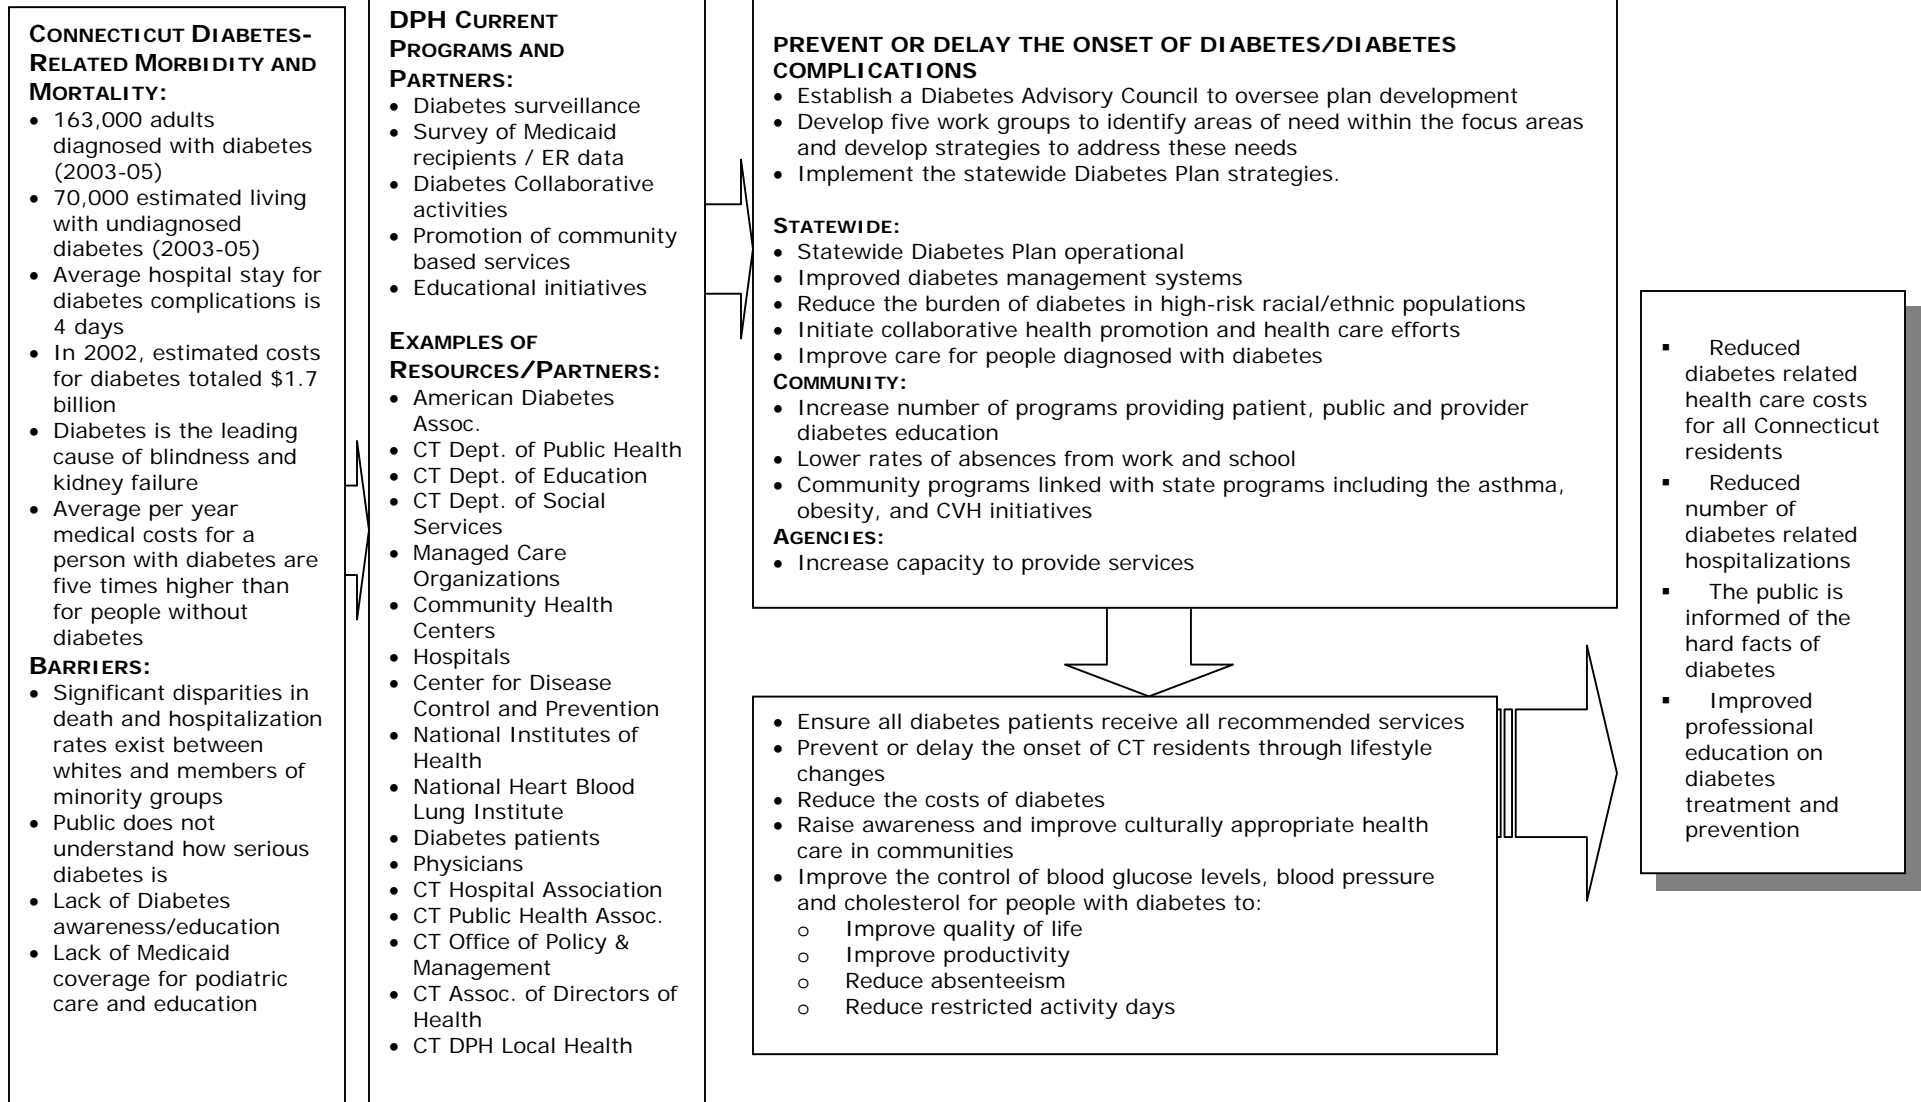 CONNECTICUT DIABETES-
RELATED MORBIDITY AND
MORTALITY:
• 163,000 adults
diagnosed with diabetes
(2003-05)
• 70,000 estimated living
with undiagnosed
diabetes (2003-05)
• Average hospital stay for
diabetes complications is
4 days
• In 2002, estimated costs
for diabetes totaled $1.7
billion
• Diabetes is the leading
cause of blindness and
kidney failure
• Average per year
medical costs for a
person with diabetes are
five times higher than
for people without
diabetes
BARRIERS:
• Significant disparities in
death and hospitalization
rates exist between
whites and members of
minority groups
• Public does not
understand how serious
diabetes is
• Lack of Diabetes
awareness/education
• Lack of Medicaid
coverage for podiatric
care and education
DPH CURRENT
PROGRAMS AND
PARTNERS:
• Diabetes surveillance
• Survey of Medicaid
recipients / ER data
• Diabetes Collaborative
activities
• Promotion of community
based services
• Educational initiatives
EXAMPLES OF
RESOURCES/PARTNERS:
• American Diabetes
Assoc.
• CT Dept. of Public Health
• CT Dept. of Education
• CT Dept. of Social
Services
• Managed Care
Organizations
• Community Health
Centers
• Hospitals
• Center for Disease
Control and Prevention
• National Institutes of
Health
• National Heart Blood
Lung Institute
• Diabetes patients
• Physicians
• CT Hospital Association
• CT Public Health Assoc.
• CT Office of Policy &
Management
• CT Assoc. of Directors of
Health
• CT DPH Local Health
PREVENT OR DELAY THE ONSET OF DIABETES/DIABETES
COMPLICATIONS
• Establish a Diabetes Advisory Council to oversee plan development
• Develop five work groups to identify areas of need within the focus areas
and develop strategies to address these needs
• Implement the statewide Diabetes Plan strategies.
STATEWIDE:
• Statewide Diabetes Plan operational
• Improved diabetes management systems
• Reduce the burden of diabetes in high-risk racial/ethnic populations
• Initiate collaborative health promotion and health care efforts
• Improve care for people diagnosed with diabetes
COMMUNITY:
• Increase number of programs providing patient, public and provider
diabetes education
• Lower rates of absences from work and school
• Community programs linked with state programs including the asthma,
obesity, and CVH initiatives
AGENCIES:
• Increase capacity to provide services
• Ensure all diabetes patients receive all recommended services
• Prevent or delay the onset of CT residents through lifestyle
changes
• Reduce the costs of diabetes
• Raise awareness and improve culturally appropriate health
care in communities
• Improve the control of blood glucose levels, blood pressure
and cholesterol for people with diabetes to:
o Improve quality of life
o Improve productivity
o Reduce absenteeism
o Reduce restricted activity days
▪ Reduced
diabetes related
health care costs
for all Connecticut
residents
▪ Reduced
number of
diabetes related
hospitalizations
▪ The public is
informed of the
hard facts of
diabetes
▪ Improved
professional
education on
diabetes
treatment and
prevention